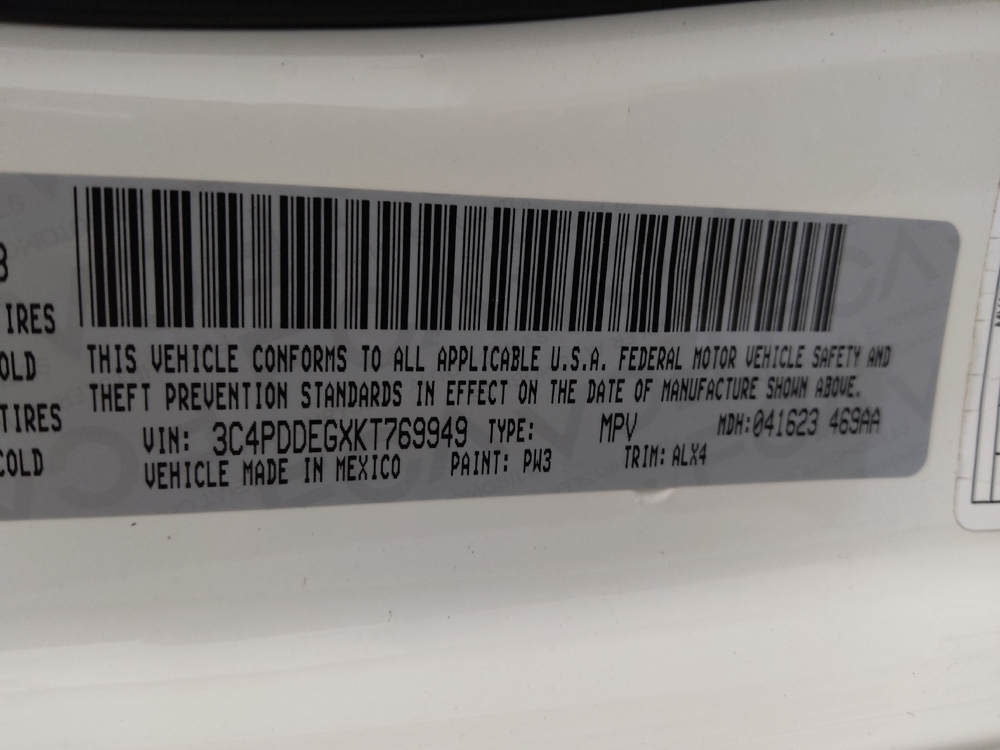 3
IRES
OLD
TIRES
COLD
THIS VEHICLE CONFORMS TO ALL APPLICABLE U.S.A. FEDERAL MOTOR VEHICLE SAFETY AND
THEFT PREVENTION STANDARDS IN EFFECT ON THE DATE OF MANUFACTURE SHOWN ABOVE.
VIN: 3C4PDDEGXKT769949 TYPE: MPV MDH:041623 469AA
VEHICLE MADE IN MEXICO PAINT: PW3 TRIM: ALX4